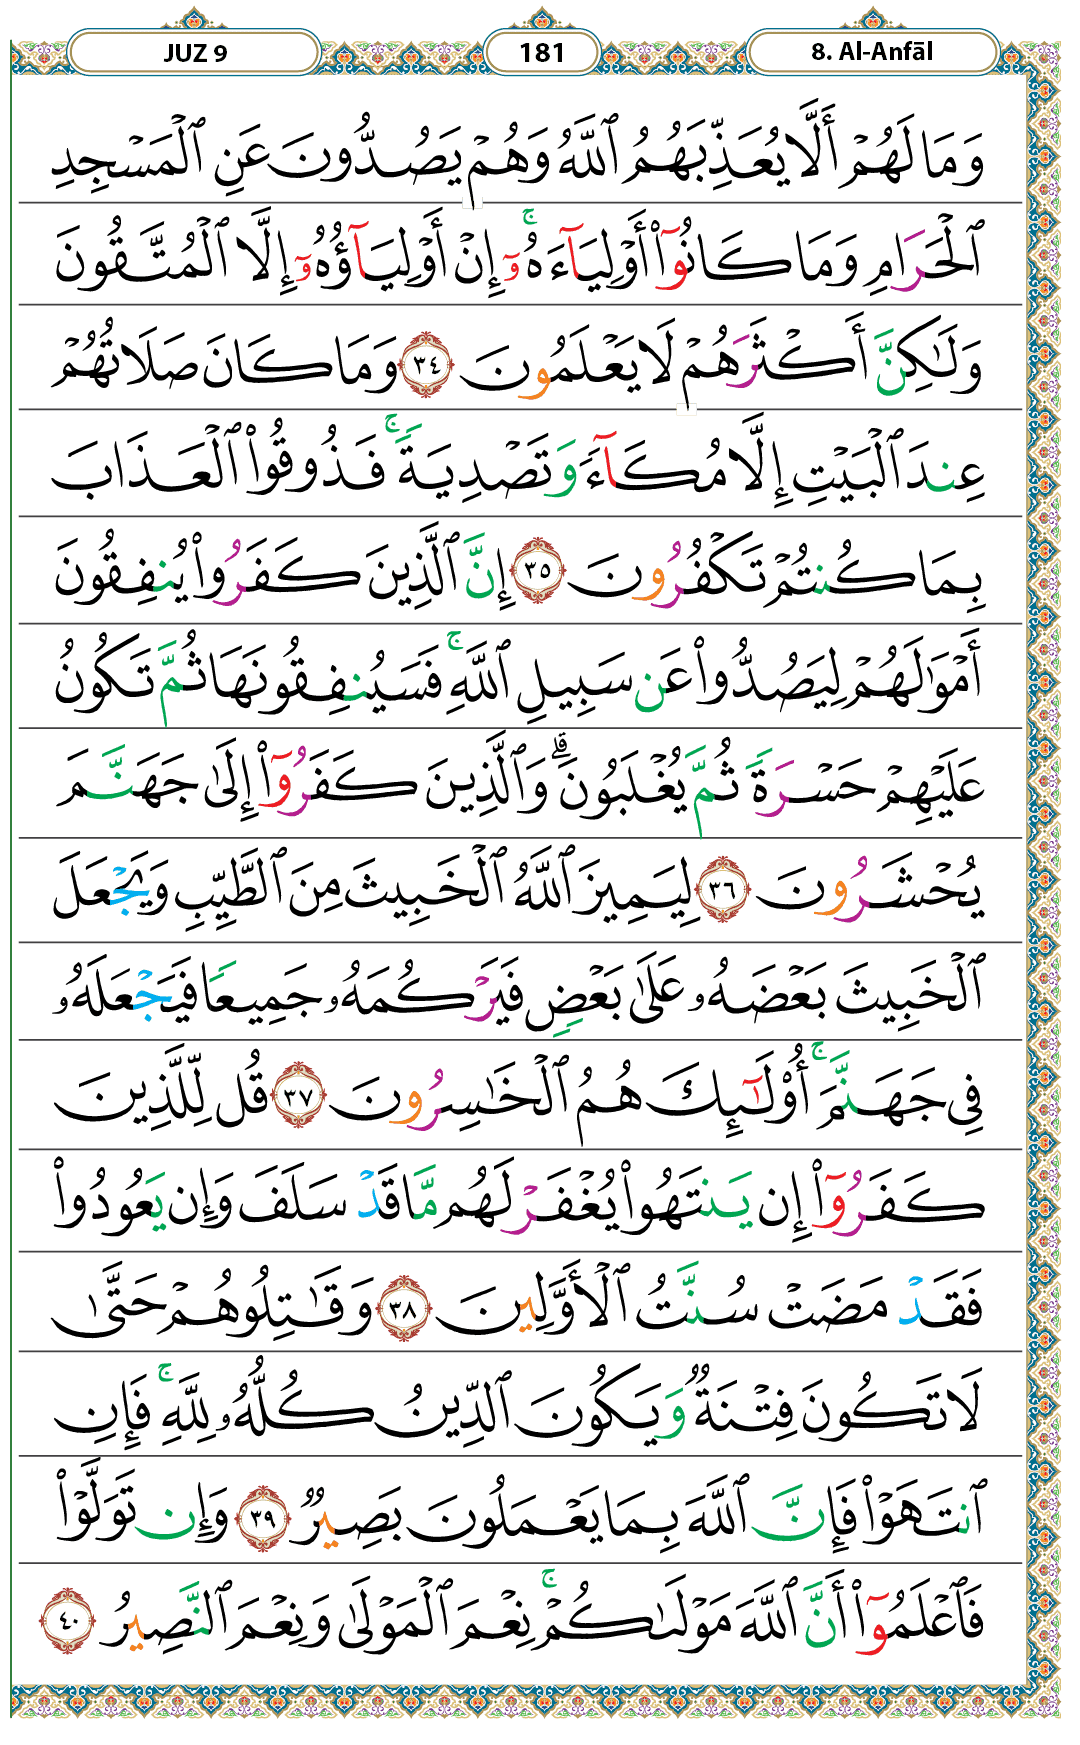 JUZ 9
181
8. Al-Anfāl
وَمَا لَهُمْ أَلَّا يُعَذِّبَهُمُ ٱللَّهُ وَهُمْ يَصُدُّونَ عَنِ ٱلْمَسْجِدِ
ٱلْحَرَامِ وَمَا كَانُوٓا۟ أَوْلِيَآءَهُۥٓ ۚ إِنْ أَوْلِيَآؤُهُۥٓ إِلَّا ٱلْمُتَّقُونَ
وَلَٰكِنَّ أَكْثَرَهُمْ لَا يَعْلَمُونَ ٣٤ وَمَا كَانَ صَلَاتُهُمْ
عِندَ ٱلْبَيْتِ إِلَّا مُكَآءً وَتَصْدِيَةً ۚ فَذُوقُوا۟ ٱلْعَذَابَ
بِمَا كُنتُمْ تَكْفُرُونَ ٣٥ إِنَّ ٱلَّذِينَ كَفَرُوا۟ يُنفِقُونَ
أَمْوَٰلَهُمْ لِيَصُدُّوا۟ عَن سَبِيلِ ٱللَّهِ ۚ فَسَيُنفِقُونَهَا ثُمَّ تَكُونُ
عَلَيْهِمْ حَسْرَةً ثُمَّ يُغْلَبُونَ ۗ وَٱلَّذِينَ كَفَرُوٓا۟ إِلَىٰ جَهَنَّمَ
يُحْشَرُونَ ٣٦ لِيَمِيزَ ٱللَّهُ ٱلْخَبِيثَ مِنَ ٱلطَّيِّبِ وَيَجْعَلَ
ٱلْخَبِيثَ بَعْضَهُۥ عَلَىٰ بَعْضٍ فَيَرْكُمَهُۥ جَمِيعًا فَيَجْعَلَهُۥ
فِى جَهَنَّمَ ۚ أُو۟لَٰٓئِكَ هُمُ ٱلْخَٰسِرُونَ ٣٧ قُل لِّلَّذِينَ
كَفَرُوٓا۟ إِن يَنتَهُوا۟ يُغْفَرْ لَهُم مَّا قَدْ سَلَفَ وَإِن يَعُودُوا۟
فَقَدْ مَضَتْ سُنَّتُ ٱلْأَوَّلِينَ ٣٨ وَقَٰتِلُوهُمْ حَتَّىٰ
لَا تَكُونَ فِتْنَةٌ وَيَكُونَ ٱلدِّينُ كُلُّهُۥ لِلَّهِ ۚ فَإِنِ
ٱنتَهَوْا۟ فَإِنَّ ٱللَّهَ بِمَا يَعْمَلُونَ بَصِيرٌ ٣٩ وَإِن تَوَلَّوْا۟
فَٱعْلَمُوٓا۟ أَنَّ ٱللَّهَ مَوْلَىٰكُمْ ۚ نِعْمَ ٱلْمَوْلَىٰ وَنِعْمَ ٱلنَّصِيرُ ٤٠